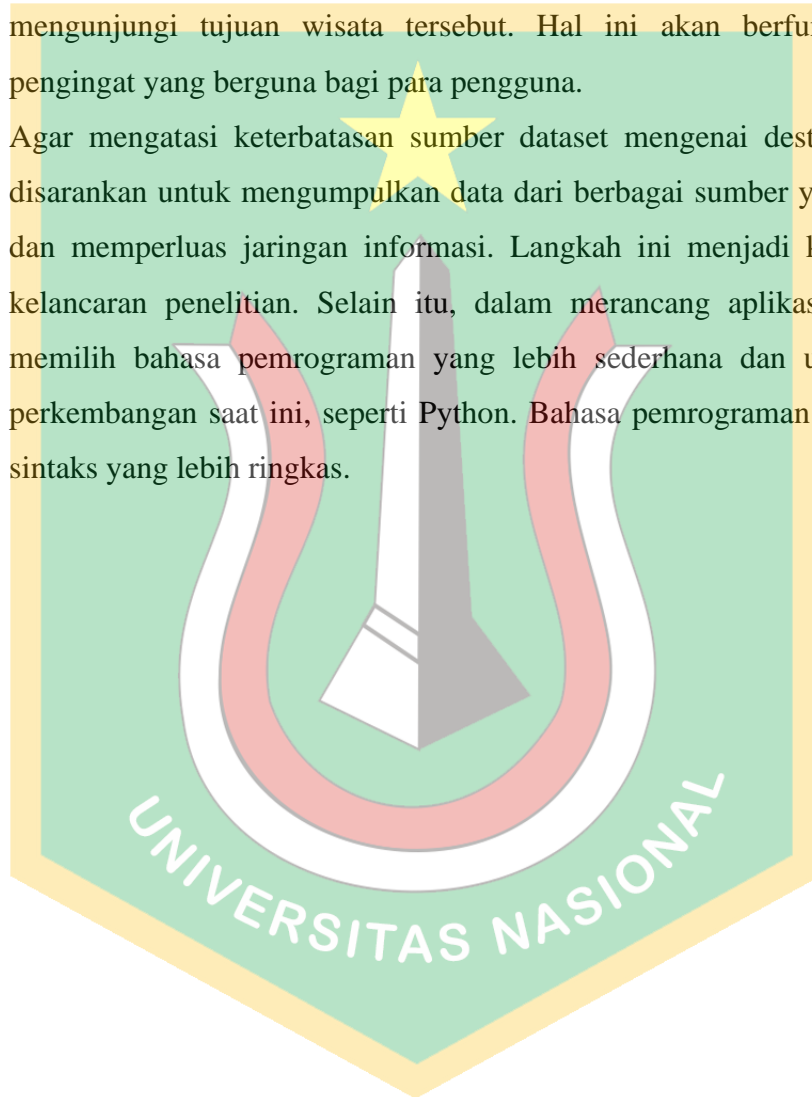 mengunjungi tujuan wisata tersebut. Hal ini akan
pengingat yang berguna bagi para pengguna.
Agar mengatasi keterbatasan sumber dataset mengenai
disarankan untuk mengumpulkan data dari berbagai sumber
dan memperluas jaringan informasi. Langkah ini menjadi
kelancaran penelitian. Selain itu, dalam merancang
memilih bahasa pemrograman yang lebih sederhana dan
perkembangan saat ini, seperti Python. Bahasa pemrograman
sintaks yang lebih ringkas.
UNIVERSITAS NASIONAL